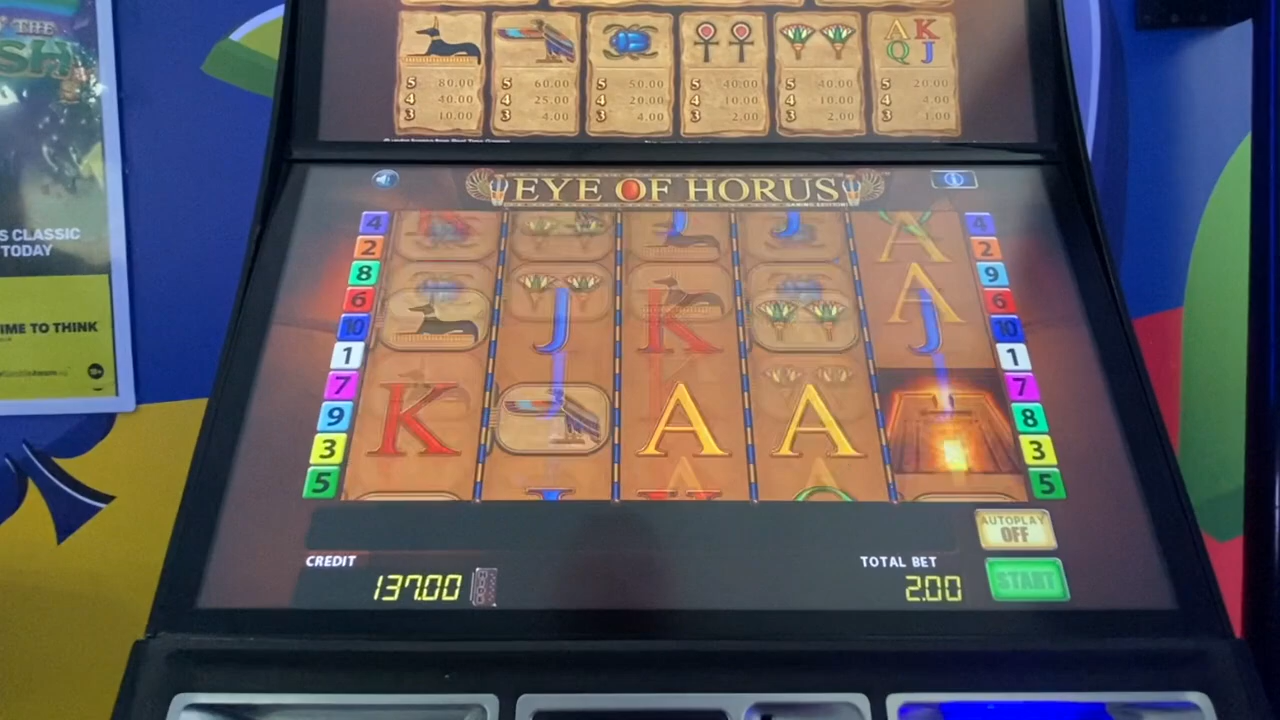 THE
S CLASSIC
TODAY
IME TO THINK
18+
A K
Q J
5 80.00
4 40.00
3 10.00
5 60.00
4 25.00
3 4.00
5 50.00
4 20.00
3 4.00
5 40.00
4 10.00
3 2.00
5 40.00
4 10.00
3 2.00
5 20.00
4 4.00
3 1.00
EYE OF HORUS
4
2
8
6
10
1
7
9
3
5
K
J
J
A
J
K
A
J
K
A
A
4
2
9
6
10
1
7
8
3
5
AUTOPLAY
OFF
CREDIT
137.00
TOTAL BET
2.00
START